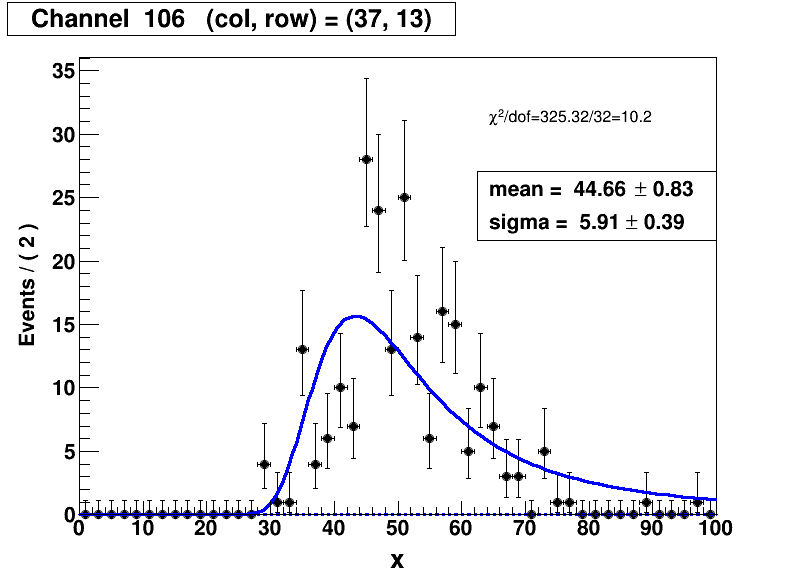 Channel 106 (col, row) = (37, 13)
35
χ²/dof=325.32/32=10.2
30
mean = 44.66 ± 0.83
25
sigma = 5.91 ± 0.39
20
Events / ( 2 )
15
10
5
0
0 10 20 30 40 50 60 70 80 90 100
x